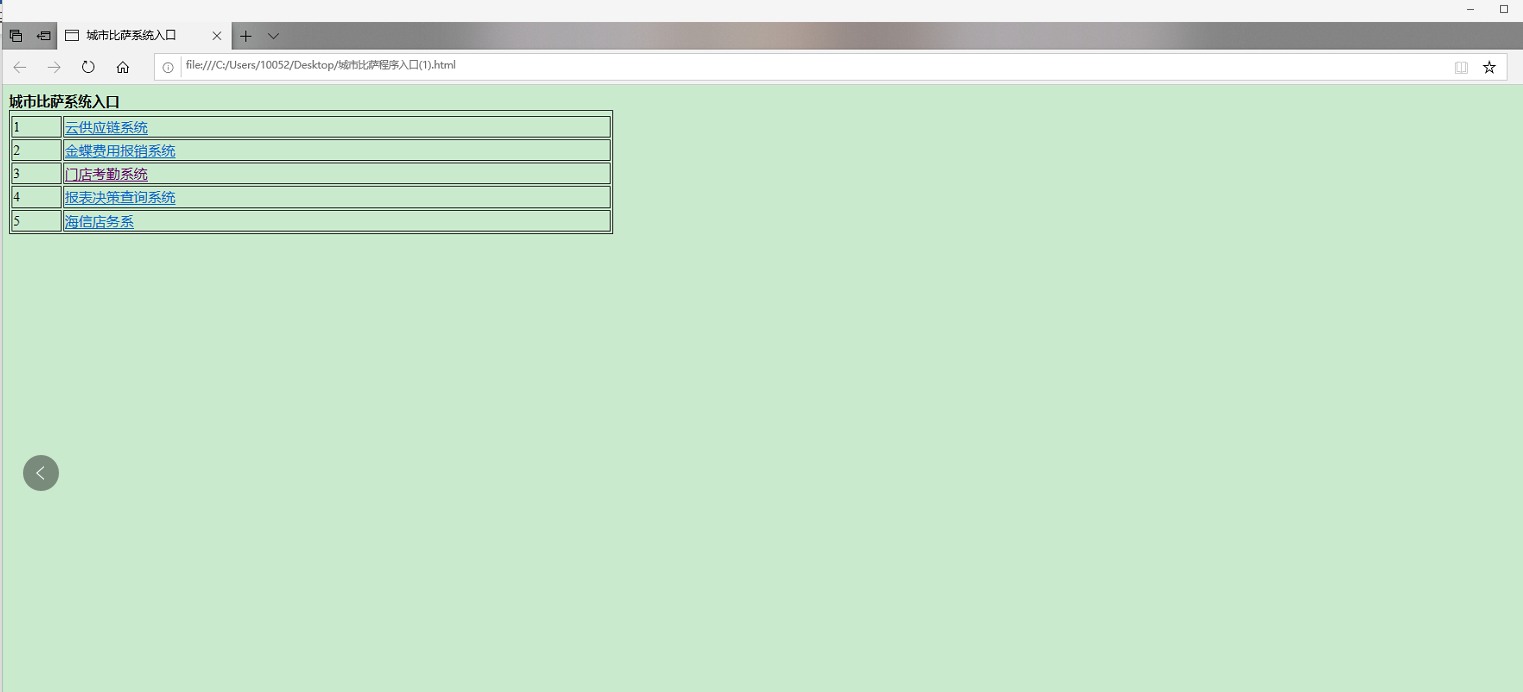 城市比萨系统入口
file:///C:/Users/10052/Desktop/城市比萨程序入口(1).html
城市比萨系统入口
1 云供应链系统
2 金蝶费用报销系统
3 门店考勤系统
4 报表决策查询系统
5 海信店务系